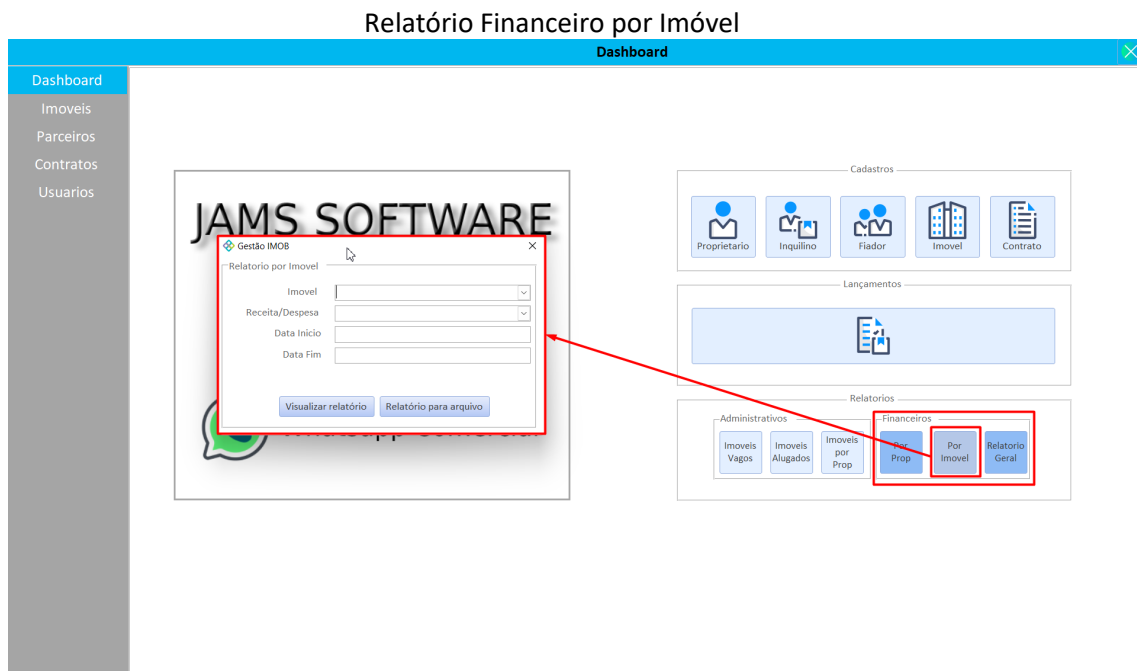 Relatório Financeiro por Imóvel
Dashboard
Dashboard
Imoveis
Parceiros
Contratos
Usuarios
JAMS SOFTWARE
Gestão IMOB
Relatorio por Imovel
Imovel
Receita/Despesa
Data Inicio
Data Fim
Visualizar relatório
Relatório para arquivo
Cadastros
Proprietario
Inquilino
Fiador
Imovel
Contrato
Lançamentos
Relatorios
Administrativos
Imoveis
Vagos
Imoveis
Alugados
Imoveis
por
Prop
Financeiros
Por
Prop
Por
Imovel
Relatorio
Geral